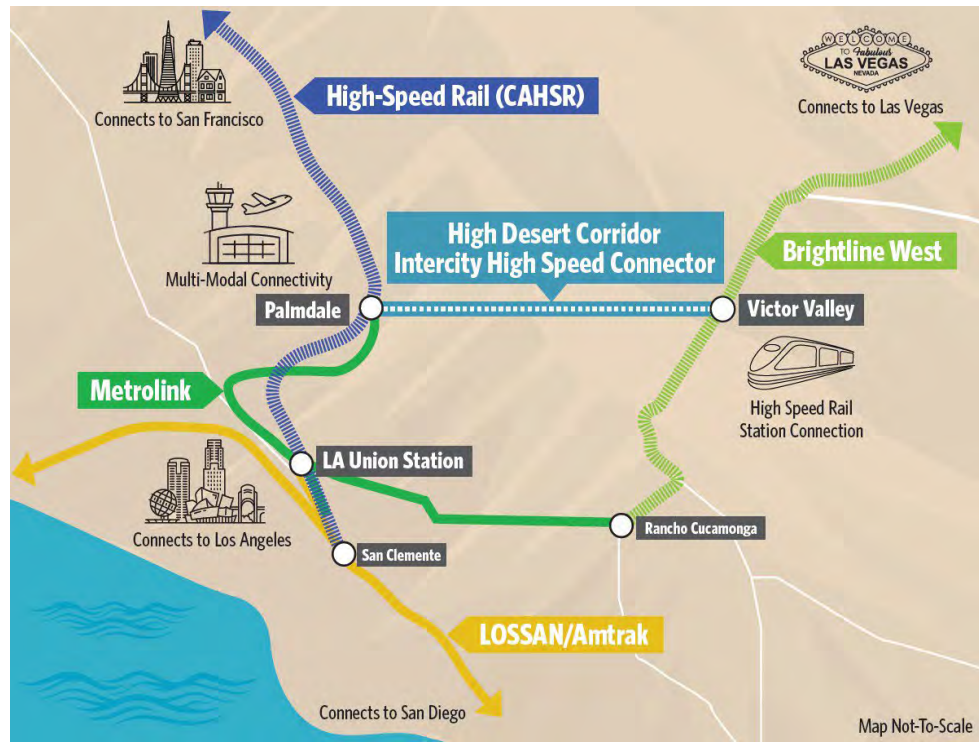 WELCOME
TO Fabulous
LAS VEGAS
NEVADA
Connects to Las Vegas
High-Speed Rail (CAHSR)
Connects to San Francisco
High Desert Corridor
Intercity High Speed Connector
Brightline West
Multi-Modal Connectivity
Palmdale
Victor Valley
Metrolink
High Speed Rail
Station Connection
LA Union Station
Connects to Los Angeles
Rancho Cucamonga
San Clemente
LOSSAN/Amtrak
Connects to San Diego
Map Not-To-Scale